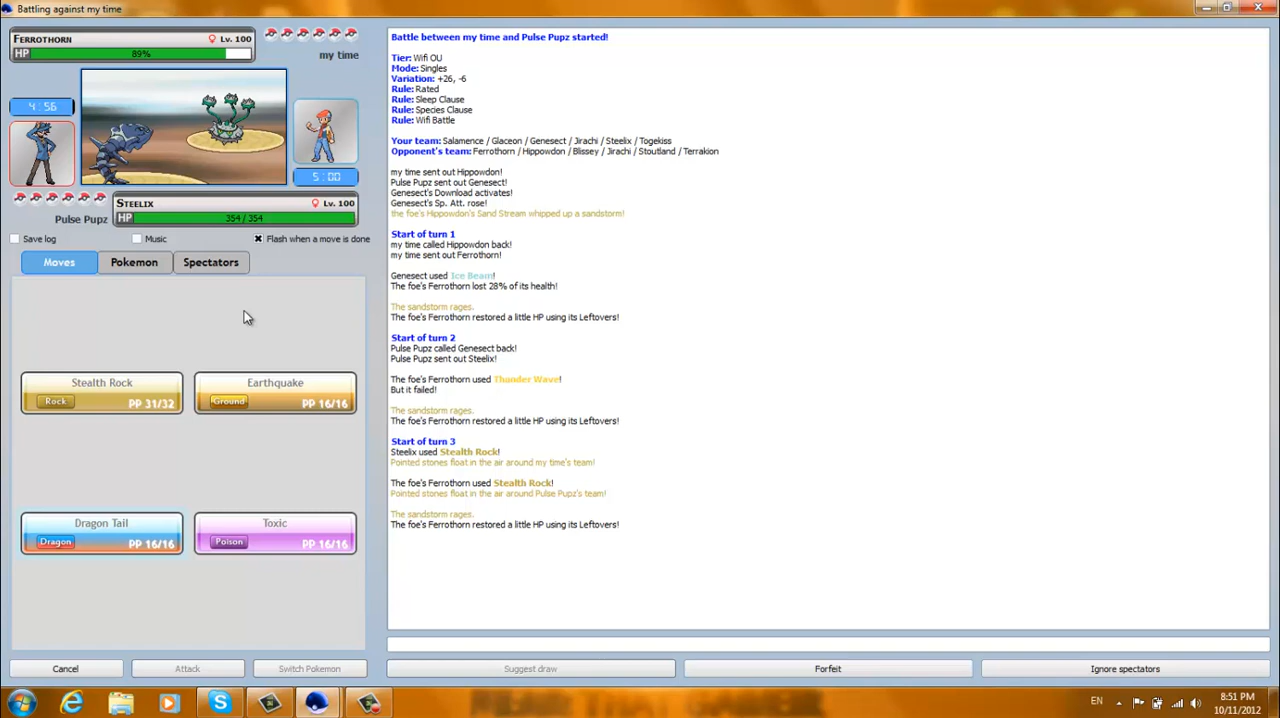 Battling against my time
FERROTHORN ♀ Lv. 100
HP 89%
my time
4:56
5:00
STEELIX ♀ Lv. 100
Pulse Pupz
HP 354 / 354
Save log
Music
Flash when a move is done
Moves
Pokemon
Spectators
Stealth Rock
Rock PP 31/32
Earthquake
Ground PP 16/16
Dragon Tail
Dragon PP 16/16
Toxic
Poison PP 16/16
Cancel
Attack
Switch Pokemon
Battle between my time and Pulse Pupz started!
Tier: Wifi OU
Mode: Singles
Variation: +26, -6
Rule: Rated
Rule: Sleep Clause
Rule: Species Clause
Rule: Wifi Battle
Your team: Salamence / Glaceon / Genesect / Jirachi / Steelix / Togekiss
Opponent's team: Ferrothorn / Hippowdon / Blissey / Jirachi / Stoutland / Terrakion
my time sent out Hippowdon!
Pulse Pupz sent out Genesect!
Genesect's Download activates!
Genesect's Sp. Att. rose!
the foe's Hippowdon's Sand Stream whipped up a sandstorm!
Start of turn 1
my time called Hippowdon back!
my time sent out Ferrothorn!
Genesect used Ice Beam!
The foe's Ferrothorn lost 28% of its health!
The sandstorm rages.
The foe's Ferrothorn restored a little HP using its Leftovers!
Start of turn 2
Pulse Pupz called Genesect back!
Pulse Pupz sent out Steelix!
The foe's Ferrothorn used Thunder Wave!
But it failed!
The sandstorm rages.
The foe's Ferrothorn restored a little HP using its Leftovers!
Start of turn 3
Steelix used Stealth Rock!
Pointed stones float in the air around my time's team!
The foe's Ferrothorn used Stealth Rock!
Pointed stones float in the air around Pulse Pupz's team!
The sandstorm rages.
The foe's Ferrothorn restored a little HP using its Leftovers!
Suggest draw
Forfeit
Ignore spectators
EN
8:51 PM
10/11/2012